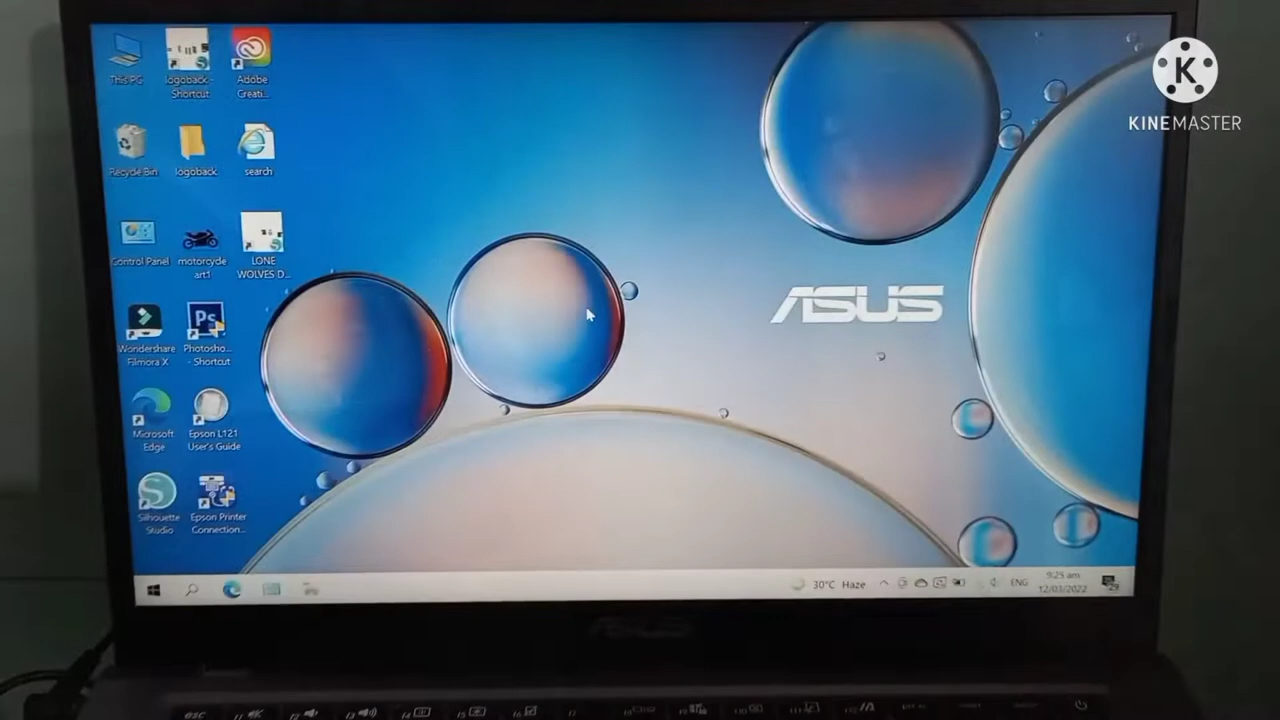 This PC
logoback -
Shortcut
Adobe
Creati...
KINEMASTER
Recycle Bin
logoback
search
Control Panel
motorcycle
art1
LONE
WOLVES D...
ASUS
Wondershare
Filmora X
Photosho...
- Shortcut
Microsoft
Edge
Epson L121
User's Guide
Silhouette
Studio
Epson Printer
Connection...
30°C Haze
ENG
9:25 am
12/03/2022
ASUS
esc